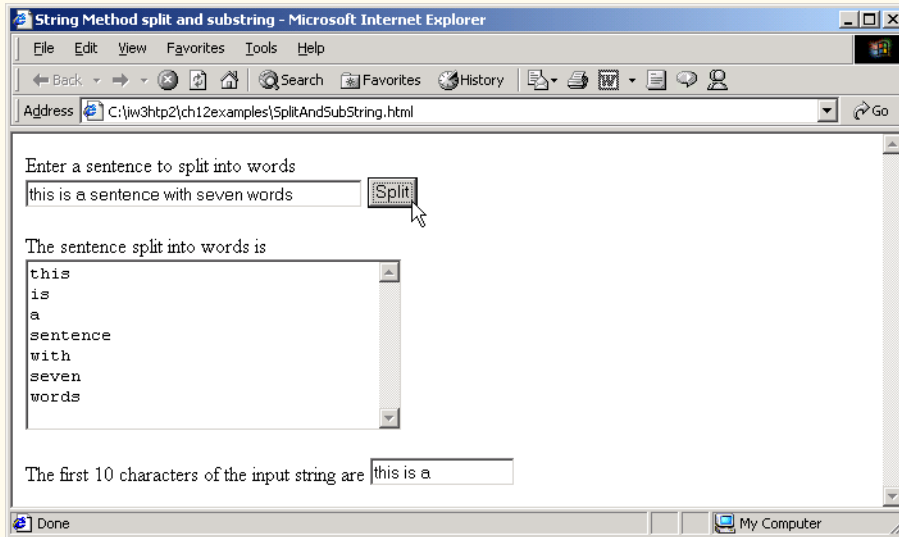 String Method split and substring - Microsoft Internet Explorer
File Edit View Favorites Tools Help
Back Search Favorites History
Address C:\iw3htp2\ch12examples\SplitAndSubString.html Go
Enter a sentence to split into words
this is a sentence with seven words Split
The sentence split into words is
this
is
a
sentence
with
seven
words
The first 10 characters of the input string are this is a
Done My Computer